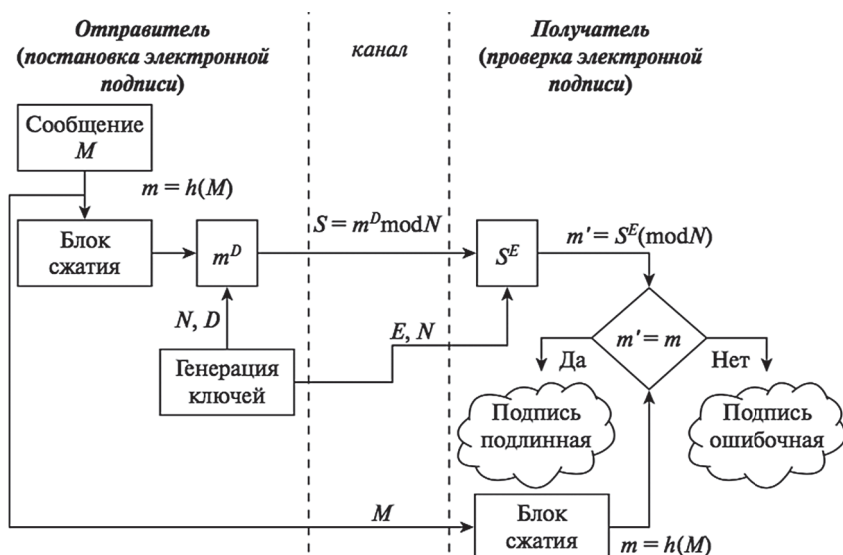 Отправитель
(постановка электронной
подписи)
канал
Получатель
(проверка электронной
подписи)
Сообщение
M
m = h(M)
Блок
сжатия
m^D
S = m^D modN
S^E
m' = S^E(modN)
N, D
E, N
Генерация
ключей
m' = m
Да
Нет
Подпись
подлинная
Подпись
ошибочная
M
Блок
сжатия
m = h(M)